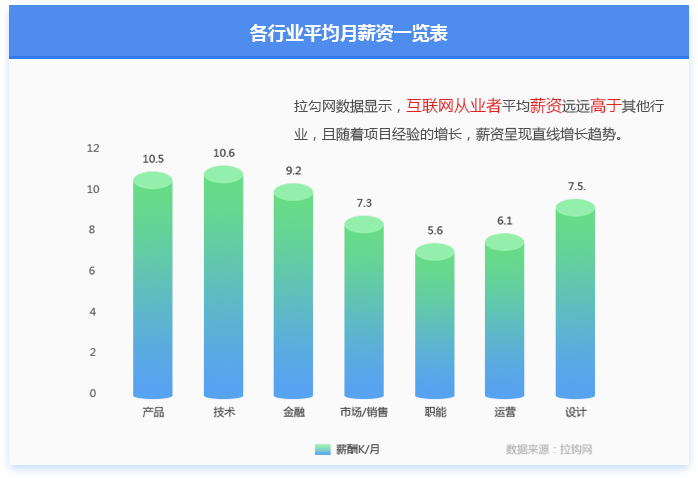 各行业平均月薪资一览表
拉勾网数据显示，互联网从业者平均薪资远远高于其他行
业，且随着项目经验的增长，薪资呈现直线增长趋势。
12
10
8
6
4
2
0
10.5
10.6
9.2
7.3
5.6
6.1
7.5.
产品
技术
金融
市场/销售
职能
运营
设计
薪酬K/月
数据来源：拉钩网